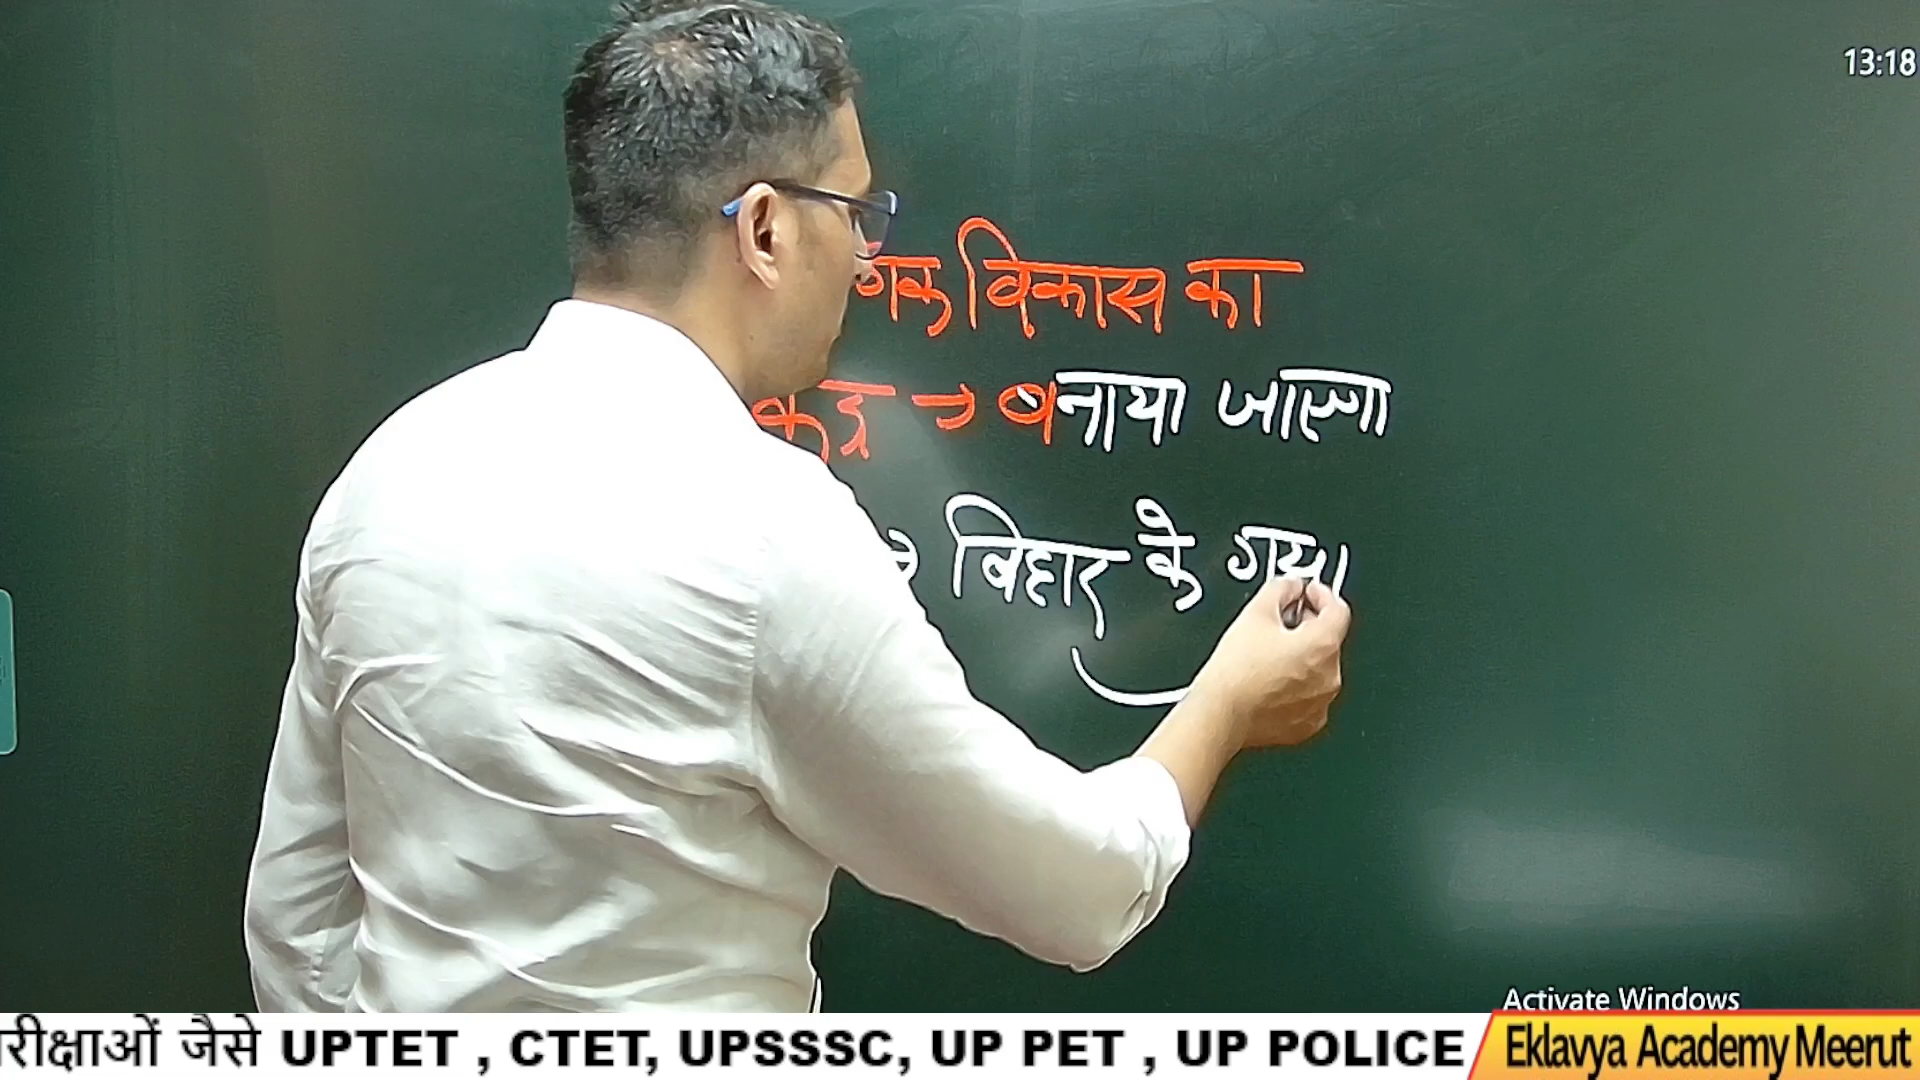 13:18
विकास का
केंद्र → बनाया जाएगा
→ बिहार के गया
Activate Windows
रीक्षाओं जैसे UPTET , CTET, UPSSSC, UP PET , UP POLICE
Eklavya Academy Meerut